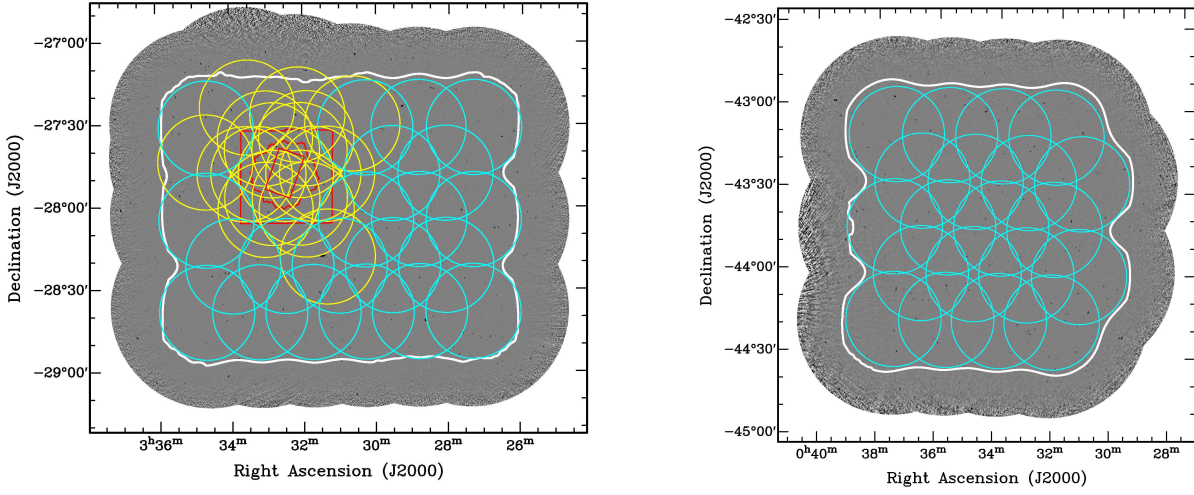 −27°00′
−27°30′
−28°00′
−28°30′
−29°00′
Declination (J2000)
3ʰ36ᵐ 34ᵐ 32ᵐ 30ᵐ 28ᵐ 26ᵐ
Right Ascension (J2000)
−42°30′
−43°00′
−43°30′
−44°00′
−44°30′
−45°00′
Declination (J2000)
0ʰ40ᵐ 38ᵐ 36ᵐ 34ᵐ 32ᵐ 30ᵐ 28ᵐ
Right Ascension (J2000)